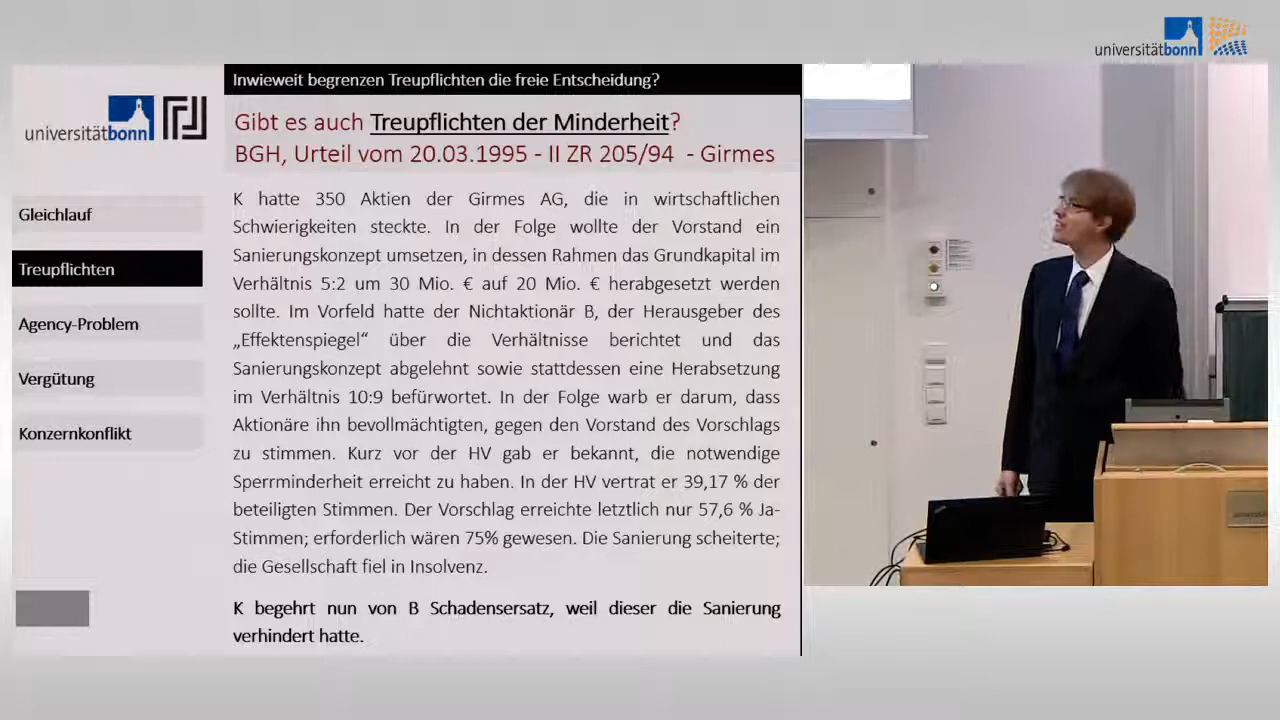 universitätbonn
Inwieweit begrenzen Treupflichten die freie Entscheidung?
universitätbonn
Gibt es auch Treupflichten der Minderheit?
BGH, Urteil vom 20.03.1995 - II ZR 205/94 - Girmes
Gleichlauf
Treupflichten
Agency-Problem
Vergütung
Konzernkonflikt
K hatte 350 Aktien der Girmes AG, die in wirtschaftlichen
Schwierigkeiten steckte. In der Folge wollte der Vorstand ein
Sanierungskonzept umsetzen, in dessen Rahmen das Grundkapital im
Verhältnis 5:2 um 30 Mio. € auf 20 Mio. € herabgesetzt werden
sollte. Im Vorfeld hatte der Nichtaktionär B, der Herausgeber des
„Effektenspiegel“ über die Verhältnisse berichtet und das
Sanierungskonzept abgelehnt sowie stattdessen eine Herabsetzung
im Verhältnis 10:9 befürwortet. In der Folge warb er darum, dass
Aktionäre ihn bevollmächtigten, gegen den Vorstand des Vorschlags
zu stimmen. Kurz vor der HV gab er bekannt, die notwendige
Sperrminderheit erreicht zu haben. In der HV vertrat er 39,17 % der
beteiligten Stimmen. Der Vorschlag erreichte letztlich nur 57,6 % Ja-
Stimmen; erforderlich wären 75% gewesen. Die Sanierung scheiterte;
die Gesellschaft fiel in Insolvenz.
K begehrt nun von B Schadensersatz, weil dieser die Sanierung
verhindert hatte.